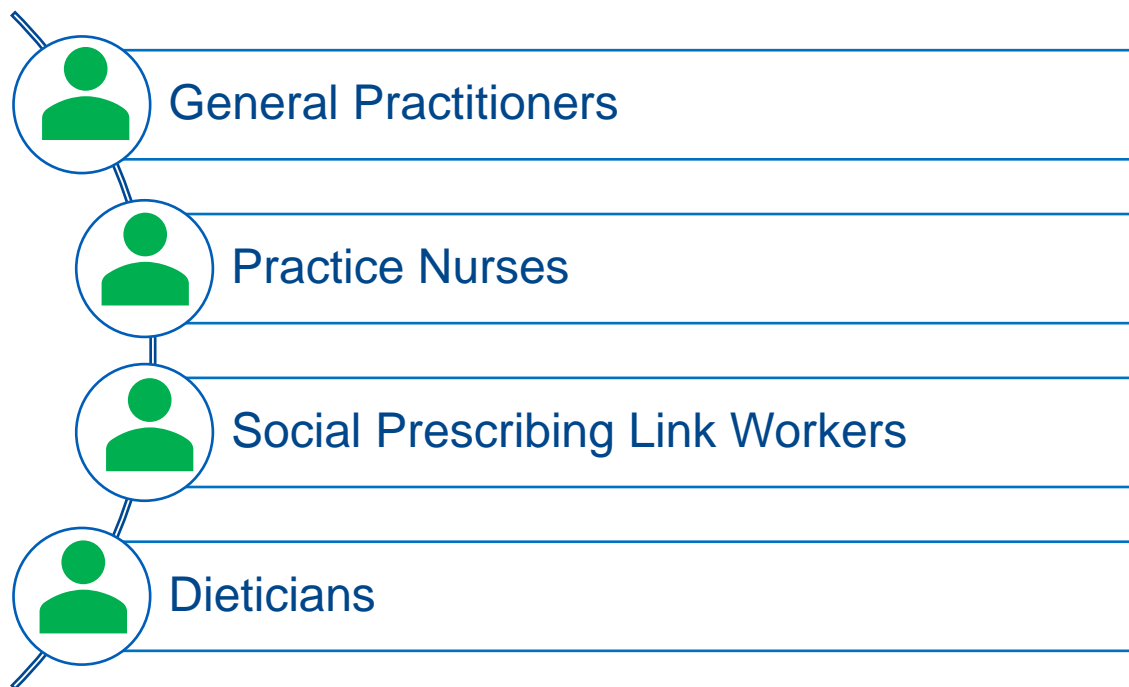 General Practitioners
Practice Nurses
Social Prescribing Link Workers
Dieticians